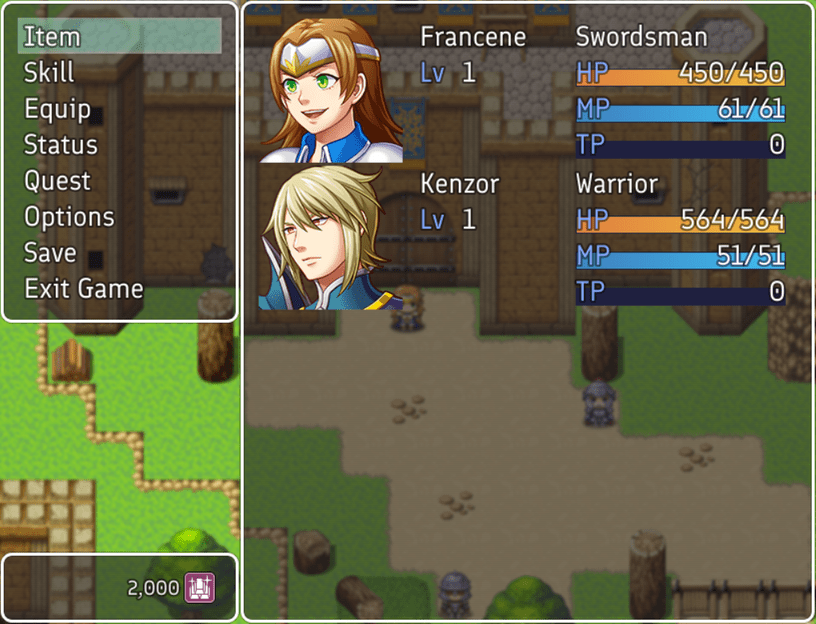 Item
Skill
Equip
Status
Quest
Options
Save
Exit Game
Francene Swordsman
Lv 1 HP 450/450
MP 61/61
TP 0
Kenzor Warrior
Lv 1 HP 564/564
MP 51/51
TP 0
2,000